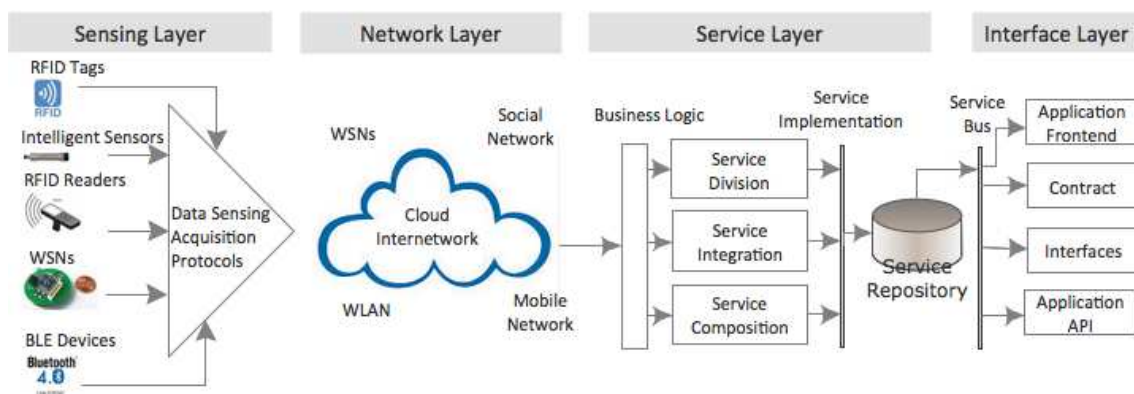 Sensing Layer
Network Layer
Service Layer
Interface Layer
RFID Tags
RFID
Intelligent Sensors
RFID Readers
WSNs
BLE Devices
Bluetooth
4.0
Data Sensing
Acquisition
Protocols
WSNs
Social
Network
Cloud
Internetwork
WLAN
Mobile
Network
Business Logic
Service
Division
Service
Integration
Service
Composition
Service
Implementation
Service
Repository
Service
Bus
Application
Frontend
Contract
Interfaces
Application
API